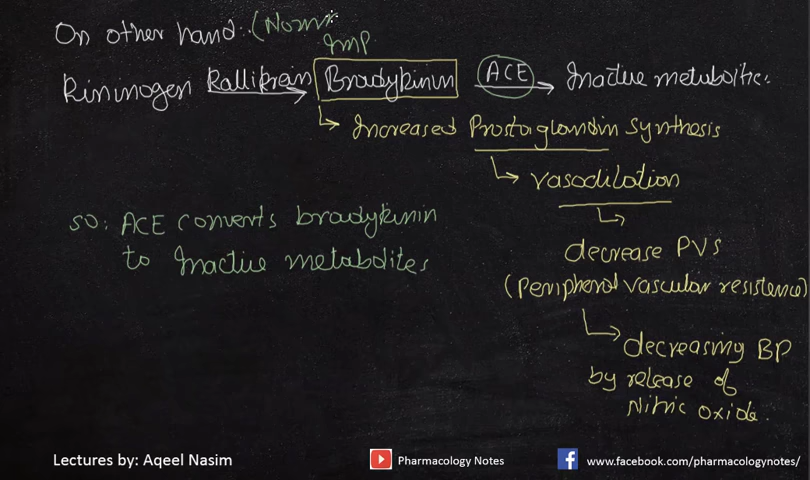 On other hand: (Norm
Imp.
Kininogen Kallikrein Bradykinin ACE Inactive metabolite.
Increased Prostaglandin synthesis
vasodilation
so: ACE converts bradykinin
to Inactive metabolites
decrease PVS
(Peripheral vascular resistence)
decreasing BP
by release of
Nitric oxide.
Lectures by: Aqeel Nasim
Pharmacology Notes
www.facebook.com/pharmacologynotes/